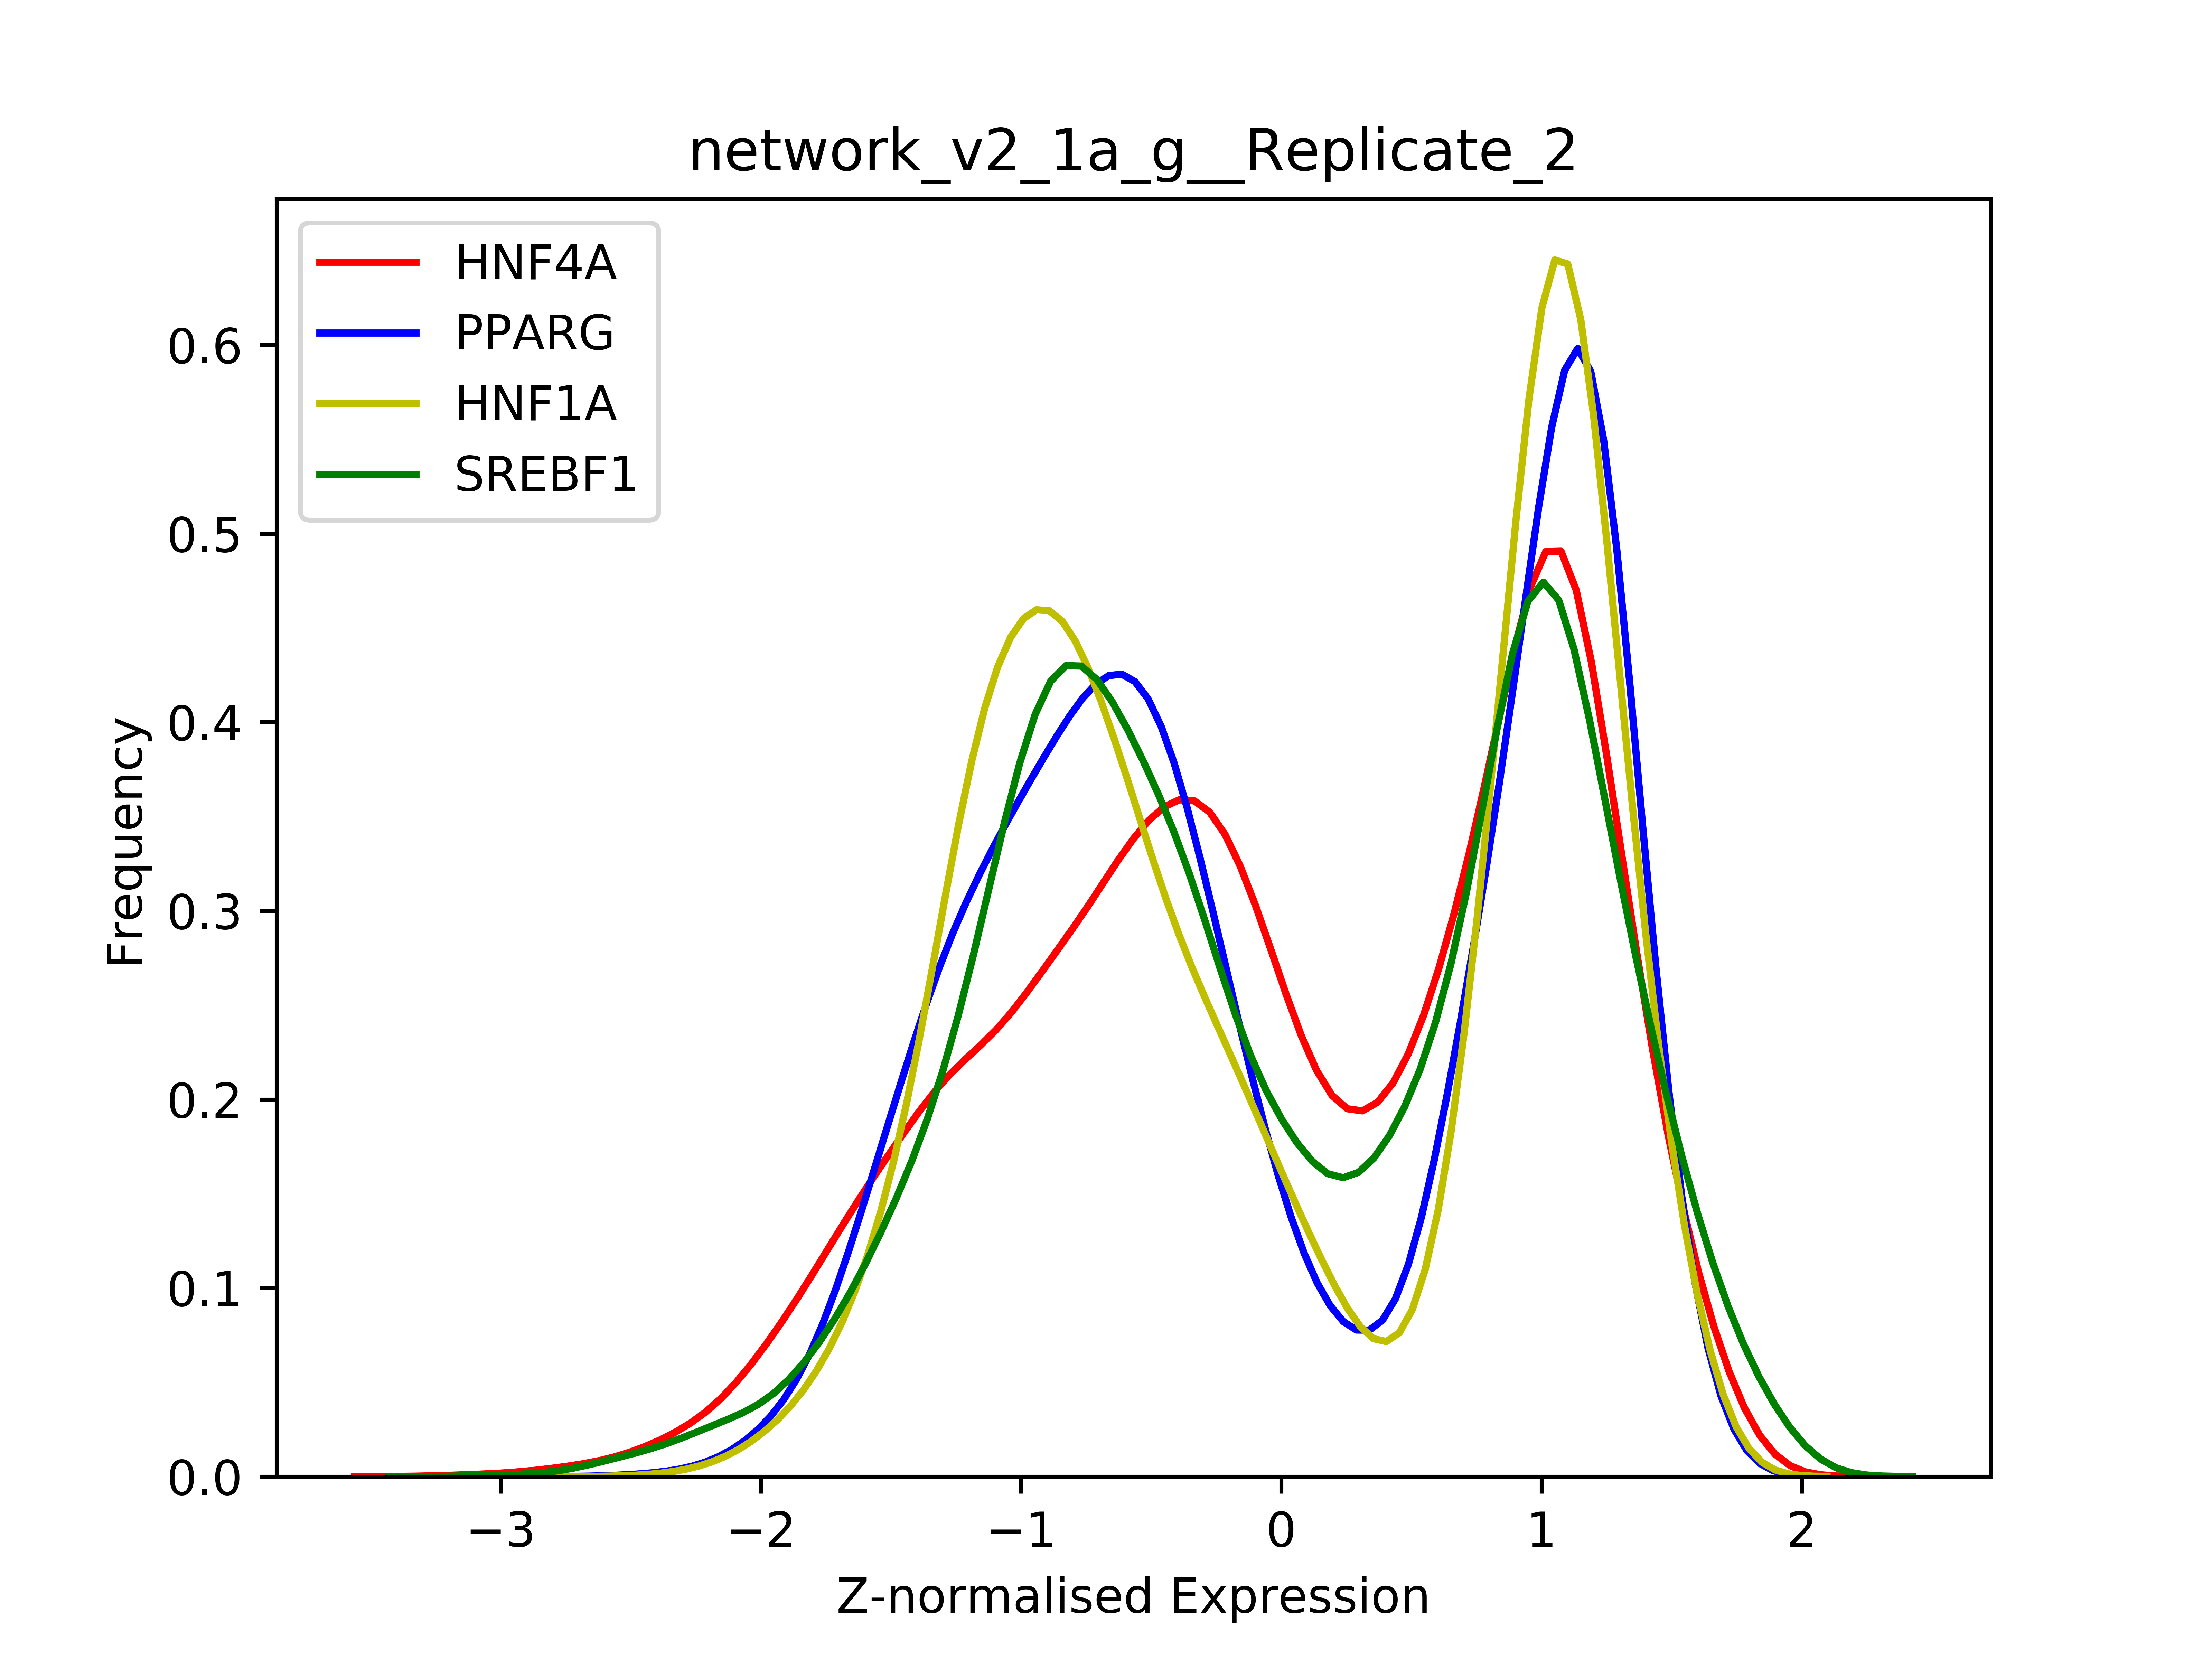 network_v2_1a_g__Replicate_2
HNF4A
PPARG
HNF1A
SREBF1
Frequency
0.6
0.5
0.4
0.3
0.2
0.1
0.0
−3 −2 −1 0 1 2
Z-normalised Expression